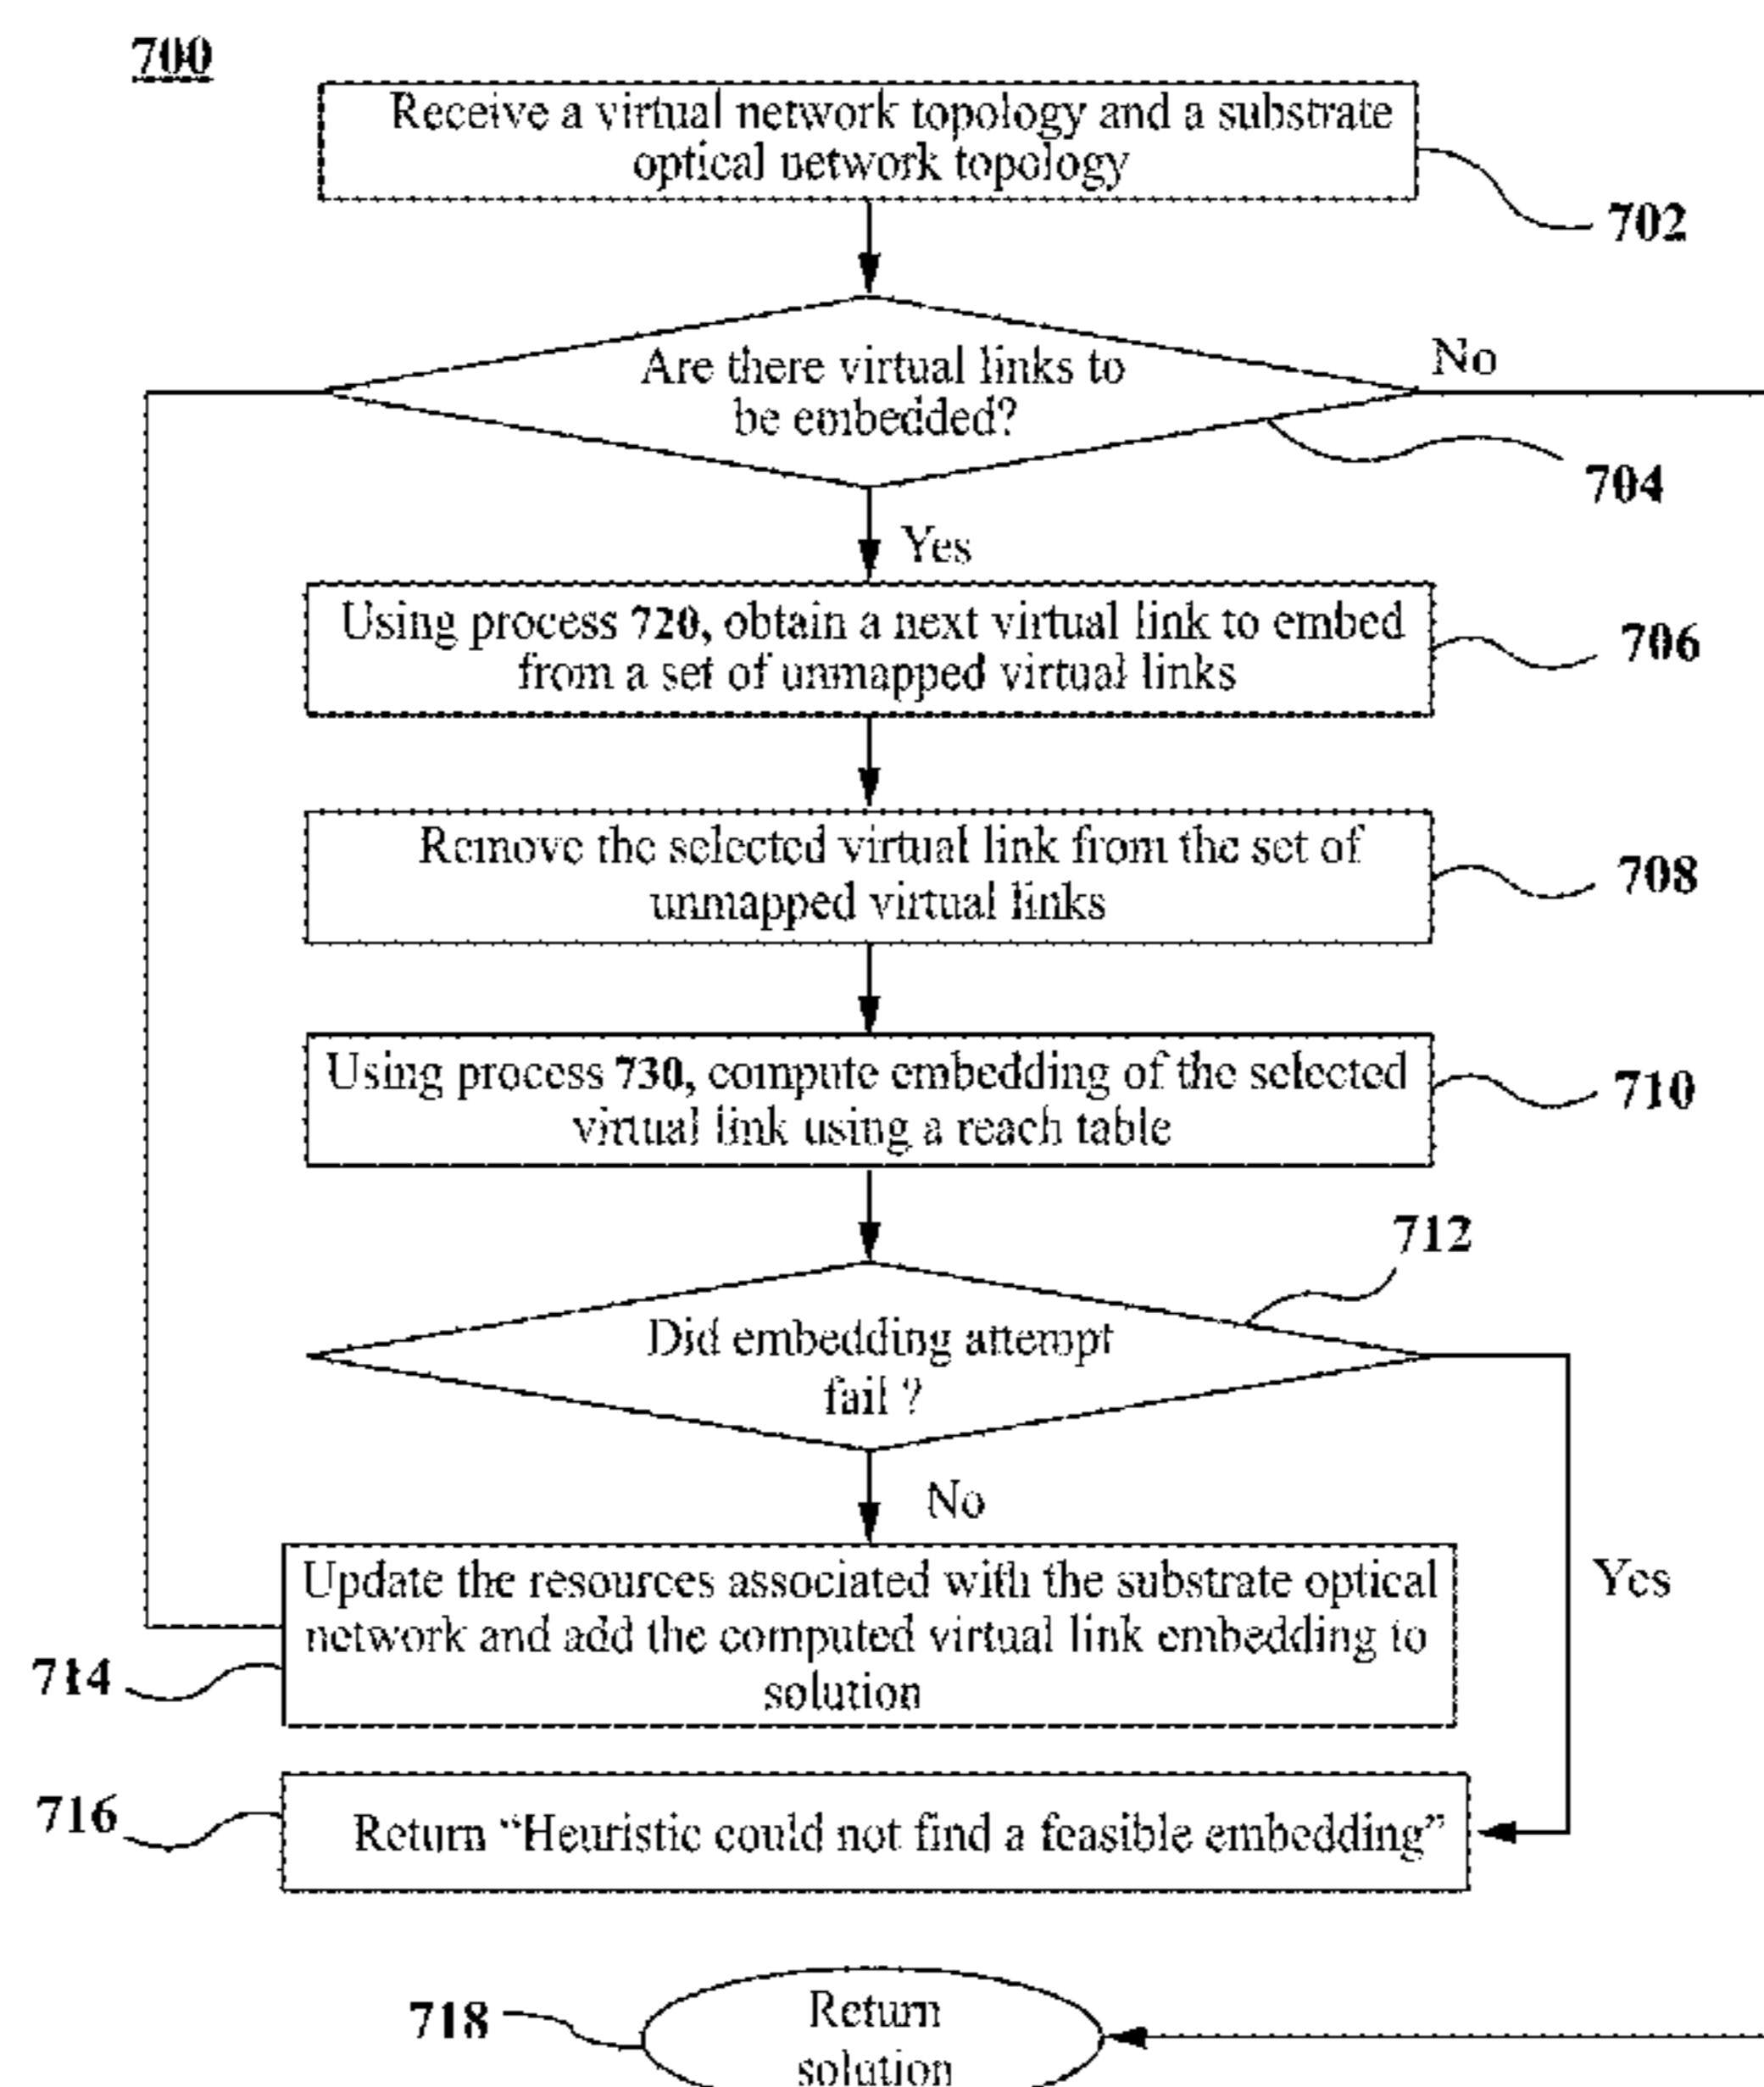 700
Receive a virtual network topology and a substrate
optical network topology
702
Are there virtual links to
be embedded?
No
704
Yes
Using process 720, obtain a next virtual link to embed
from a set of unmapped virtual links
706
Remove the selected virtual link from the set of
unmapped virtual links
708
Using process 730, compute embedding of the selected
virtual link using a reach table
710
712
Did embedding attempt
fail ?
No
Yes
Update the resources associated with the substrate optical
network and add the computed virtual link embedding to
solution
714
716
Return “Heuristic could not find a feasible embedding”
718
Return
solution